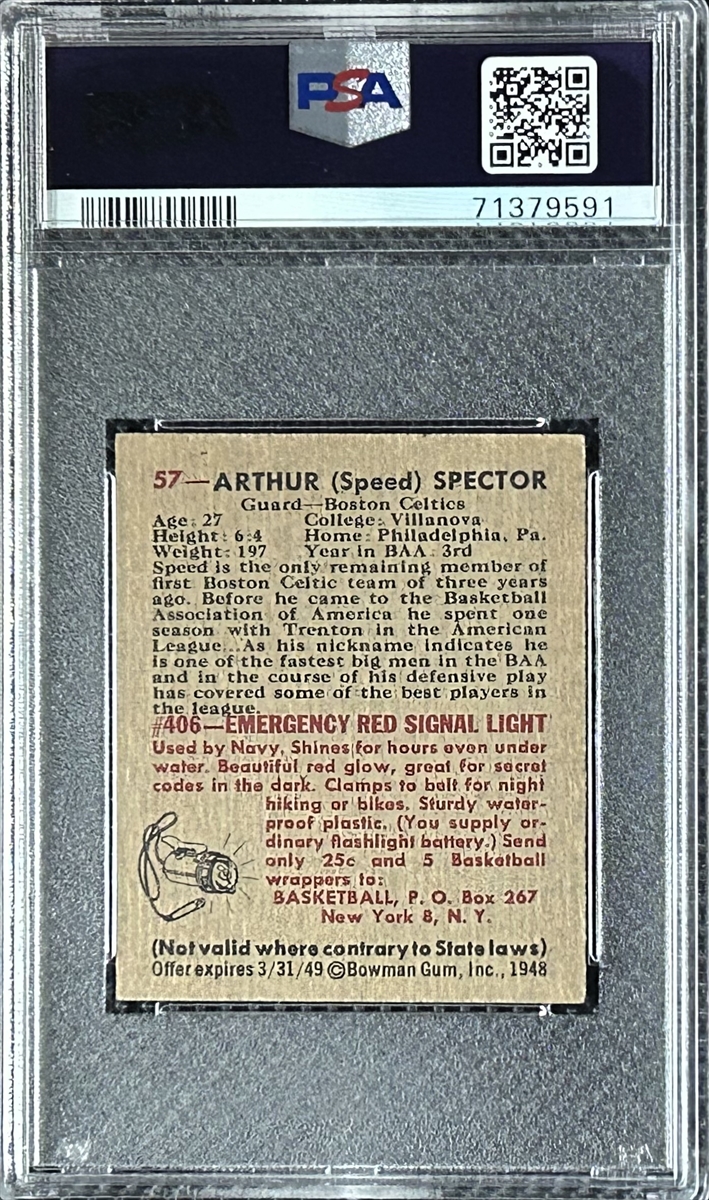 PSA
71379591
57—ARTHUR (Speed) SPECTOR
Guard—Boston Celtics
Age: 27 College: Villanova
Height: 6-4 Home: Philadelphia, Pa.
Weight: 197 Year in BAA 3rd
Speed is the only remaining member of
first Boston Celtic team of three years
ago. Before he came to the Basketball
Association of America he spent one
season with Trenton in the American
League. As his nickname indicates he
is one of the fastest big men in the BAA
and in the course of his defensive play
has covered some of the best players in
the league.
#406—EMERGENCY RED SIGNAL LIGHT
Used by Navy. Shines for hours even under
water. Beautiful red glow, great for secret
codes in the dark. Clamps to belt for night
hiking or bikes. Sturdy water-
proof plastic. (You supply or-
dinary flashlight battery.) Send
only 25c and 5 Basketball
wrappers to:
BASKETBALL, P. O. Box 267
New York 8, N. Y.
(Not valid where contrary to State laws)
Offer expires 3/31/49 ©Bowman Gum, Inc., 1948